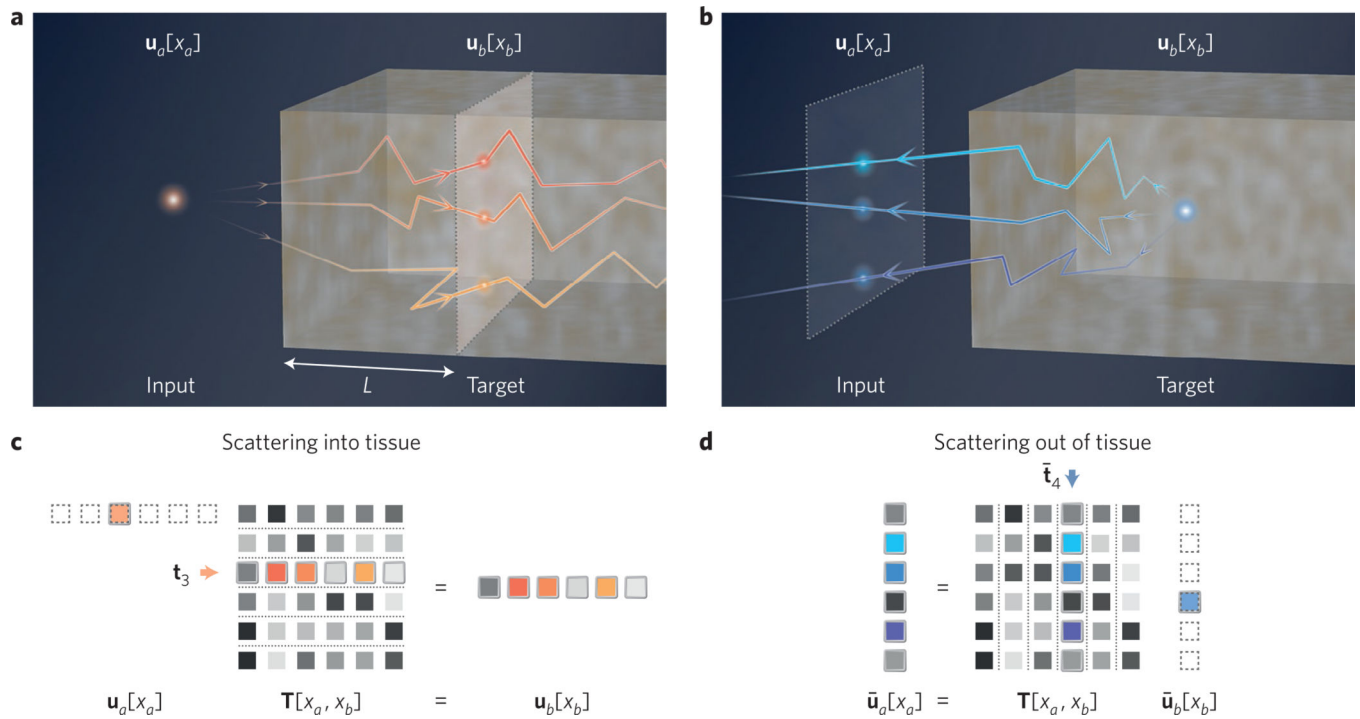 a
u_a[x_a] u_b[x_b]
Input L Target
b
u_a[x_a] u_b[x_b]
Input Target
c Scattering into tissue
t_3
=
u_a[x_a] T[x_a, x_b] = u_b[x_b]
d Scattering out of tissue
t̄_4
=
ū_a[x_a] = T[x_a, x_b] ū_b[x_b]